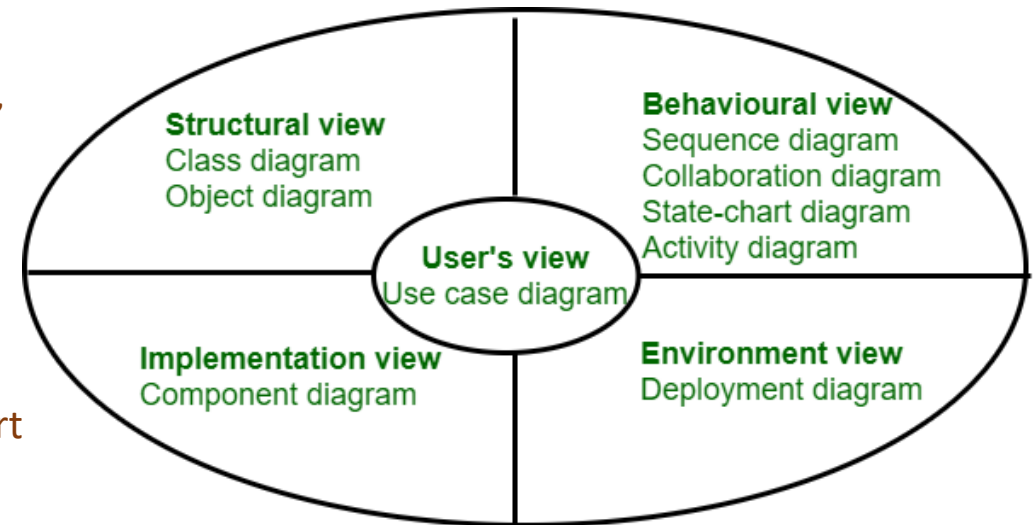 Structural view
Class diagram
Object diagram
Behavioural view
Sequence diagram
Collaboration diagram
State-chart diagram
Activity diagram
User's view
Use case diagram
Implementation view
Component diagram
Environment view
Deployment diagram